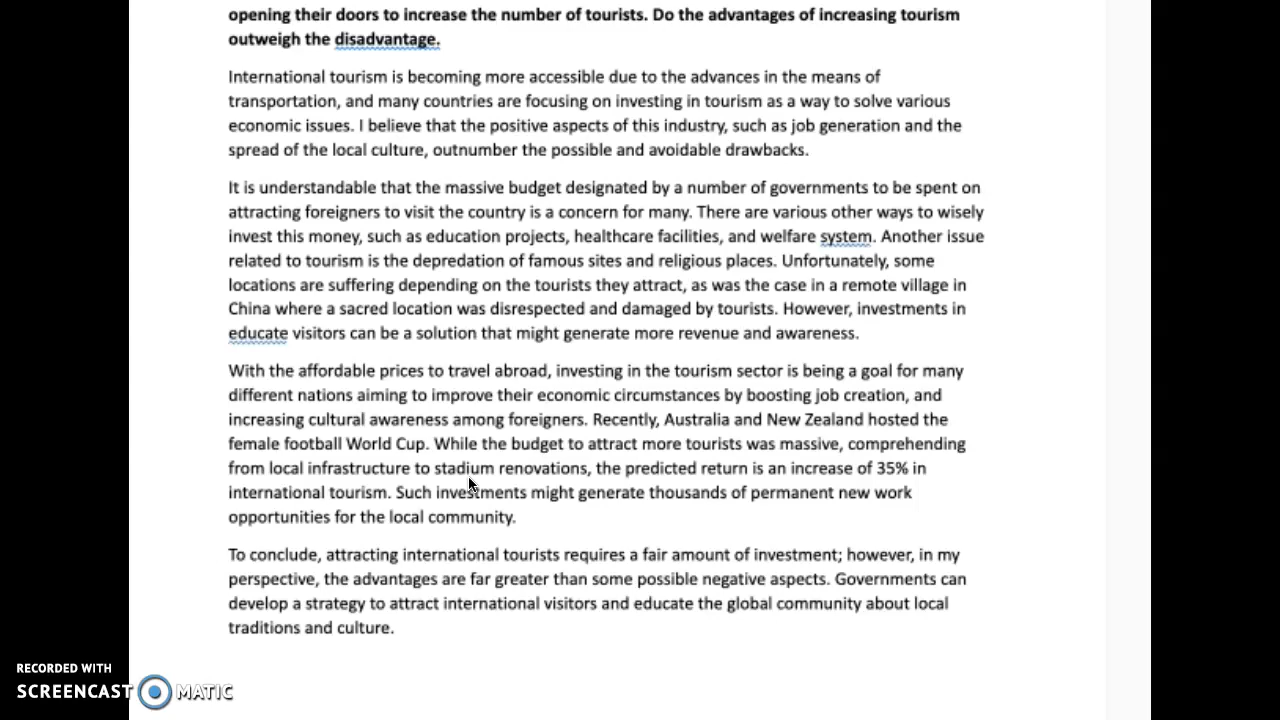 opening their doors to increase the number of tourists. Do the advantages of increasing tourism
outweigh the disadvantage.
International tourism is becoming more accessible due to the advances in the means of
transportation, and many countries are focusing on investing in tourism as a way to solve various
economic issues. I believe that the positive aspects of this industry, such as job generation and the
spread of the local culture, outnumber the possible and avoidable drawbacks.
It is understandable that the massive budget designated by a number of governments to be spent on
attracting foreigners to visit the country is a concern for many. There are various other ways to wisely
invest this money, such as education projects, healthcare facilities, and welfare system. Another issue
related to tourism is the depredation of famous sites and religious places. Unfortunately, some
locations are suffering depending on the tourists they attract, as was the case in a remote village in
China where a sacred location was disrespected and damaged by tourists. However, investments in
educate visitors can be a solution that might generate more revenue and awareness.
With the affordable prices to travel abroad, investing in the tourism sector is being a goal for many
different nations aiming to improve their economic circumstances by boosting job creation, and
increasing cultural awareness among foreigners. Recently, Australia and New Zealand hosted the
female football World Cup. While the budget to attract more tourists was massive, comprehending
from local infrastructure to stadium renovations, the predicted return is an increase of 35% in
international tourism. Such investments might generate thousands of permanent new work
opportunities for the local community.
To conclude, attracting international tourists requires a fair amount of investment; however, in my
perspective, the advantages are far greater than some possible negative aspects. Governments can
develop a strategy to attract international visitors and educate the global community about local
traditions and culture.
RECORDED WITH
SCREENCAST MATIC